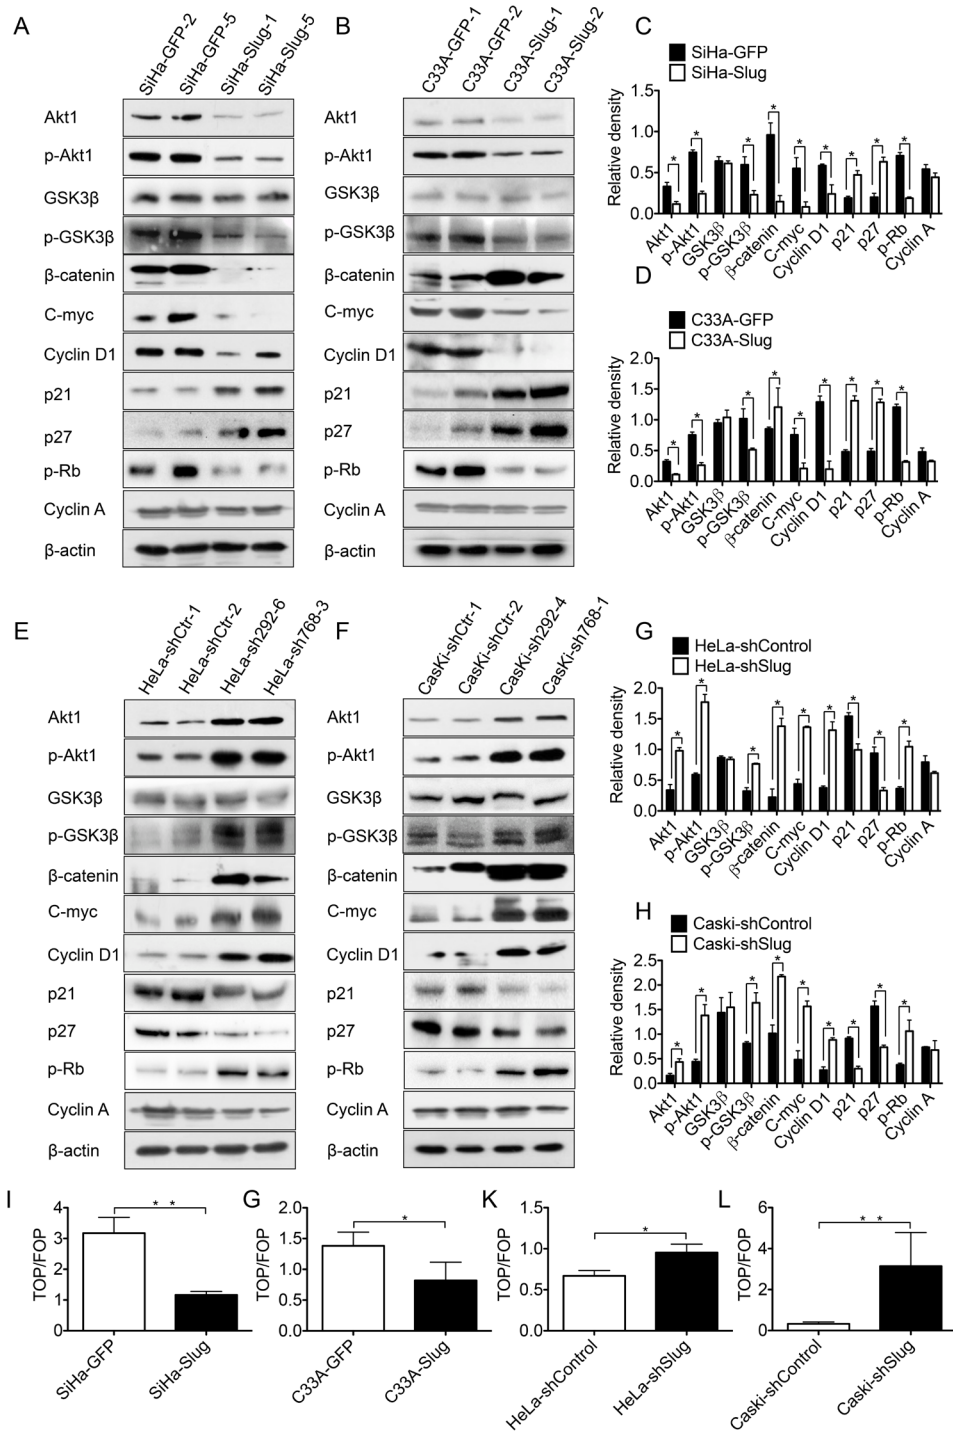 A
SiHa-GFP-2
SiHa-GFP-5
SiHa-Slug-1
SiHa-Slug-5
Akt1
p-Akt1
GSK3β
p-GSK3β
β-catenin
C-myc
Cyclin D1
p21
p27
p-Rb
Cyclin A
β-actin
B
C33A-GFP-1
C33A-GFP-2
C33A-Slug-1
C33A-Slug-2
Akt1
p-Akt1
GSK3β
p-GSK3β
β-catenin
C-myc
Cyclin D1
p21
p27
p-Rb
Cyclin A
β-actin
C
SiHa-GFP
SiHa-Slug
Relative density
1.5
1.0
0.5
0.0
* * * * * * * * *
Akt1
p-Akt1
GSK3β
p-GSK3β
β-catenin
C-myc
Cyclin D1
p21
p27
p-Rb
Cyclin A
D
C33A-GFP
C33A-Slug
Relative density
2.0
1.5
1.0
0.5
0.0
* * * * * * * * *
Akt1
p-Akt1
GSK3β
p-GSK3β
β-catenin
C-myc
Cyclin D1
p21
p27
p-Rb
Cyclin A
E
HeLa-shCtr-1
HeLa-shCtr-2
HeLa-sh292-6
HeLa-sh768-3
Akt1
p-Akt1
GSK3β
p-GSK3β
β-catenin
C-myc
Cyclin D1
p21
p27
p-Rb
Cyclin A
β-actin
F
CasKi-shCtr-1
CasKi-shCtr-2
CasKi-sh292-4
CasKi-sh768-1
Akt1
p-Akt1
GSK3β
p-GSK3β
β-catenin
C-myc
Cyclin D1
p21
p27
p-Rb
Cyclin A
β-actin
G
HeLa-shControl
HeLa-shSlug
Relative density
2.0
1.5
1.0
0.5
0.0
* * * * * * * * *
Akt1
p-Akt1
GSK3β
p-GSK3β
β-catenin
C-myc
Cyclin D1
p21
p27
p-Rb
Cyclin A
H
Caski-shControl
Caski-shSlug
Relative density
2.5
2.0
1.5
1.0
0.5
0.0
* * * * * * * * *
Akt1
p-Akt1
GSK3β
p-GSK3β
β-catenin
C-myc
Cyclin D1
p21
p27
p-Rb
Cyclin A
I
TOP/FOP
4
3
2
1
0
* *
SiHa-GFP
SiHa-Slug
G
TOP/FOP
2.0
1.5
1.0
0.5
0.0
*
C33A-GFP
C33A-Slug
K
TOP/FOP
1.5
1.0
0.5
0.0
*
HeLa-shControl
HeLa-shSlug
L
TOP/FOP
6
4
2
0
* *
Caski-shControl
Caski-shSlug